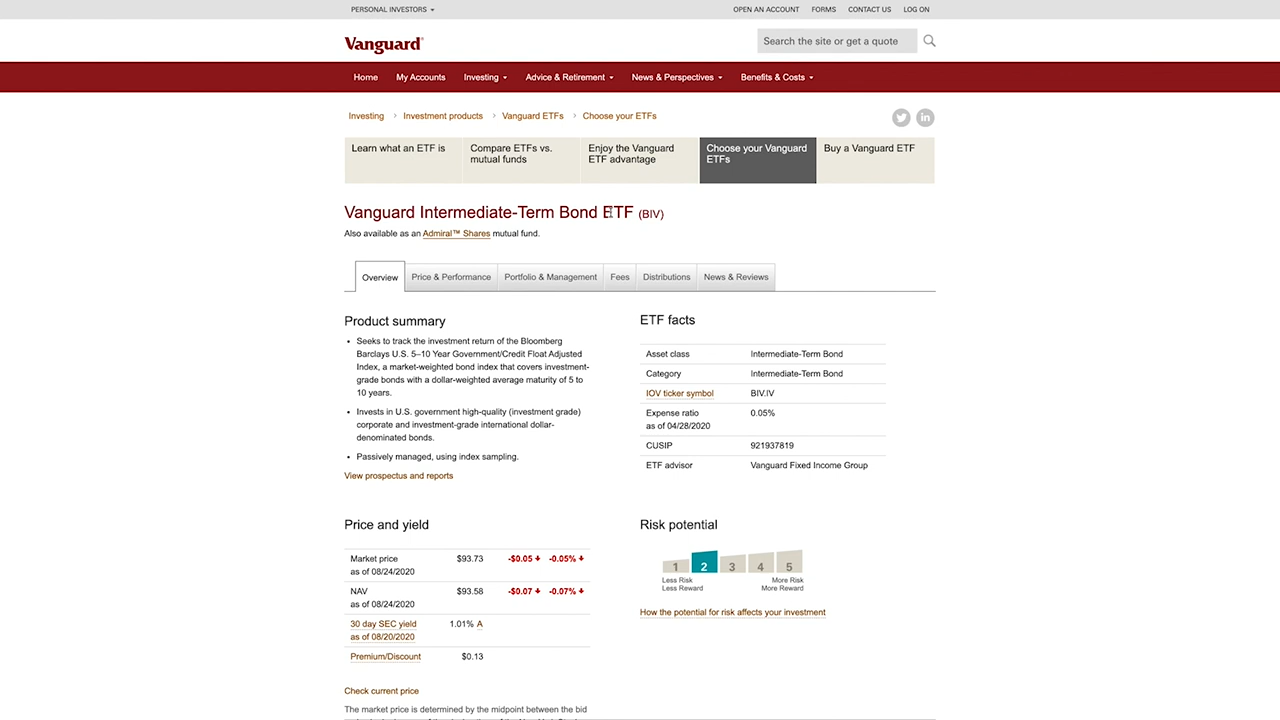 PERSONAL INVESTORS
OPEN AN ACCOUNT FORMS CONTACT US LOG ON
Vanguard
Search the site or get a quote
Home My Accounts Investing Advice & Retirement News & Perspectives Benefits & Costs
Investing > Investment products > Vanguard ETFs > Choose your ETFs
Learn what an ETF is
Compare ETFs vs.
mutual funds
Enjoy the Vanguard
ETF advantage
Choose your Vanguard
ETFs
Buy a Vanguard ETF
Vanguard Intermediate-Term Bond ETF (BIV)
Also available as an Admiral™ Shares mutual fund.
Overview Price & Performance Portfolio & Management Fees Distributions News & Reviews
Product summary
• Seeks to track the investment return of the Bloomberg
Barclays U.S. 5–10 Year Government/Credit Float Adjusted
Index, a market-weighted bond index that covers investment-
grade bonds with a dollar-weighted average maturity of 5 to
10 years.
• Invests in U.S. government high-quality (investment grade)
corporate and investment-grade international dollar-
denominated bonds.
• Passively managed, using index sampling.
View prospectus and reports
ETF facts
Asset class Intermediate-Term Bond
Category Intermediate-Term Bond
IOV ticker symbol BIV.IV
Expense ratio 0.05%
as of 04/28/2020
CUSIP 921937819
ETF advisor Vanguard Fixed Income Group
Price and yield
Market price $93.73 -$0.05 -0.05%
as of 08/24/2020
NAV $93.58 -$0.07 -0.07%
as of 08/24/2020
30 day SEC yield 1.01% A
as of 08/20/2020
Premium/Discount $0.13
Check current price
The market price is determined by the midpoint between the bid
Risk potential
1 2 3 4 5
Less Risk More Risk
Less Reward More Reward
How the potential for risk affects your investment